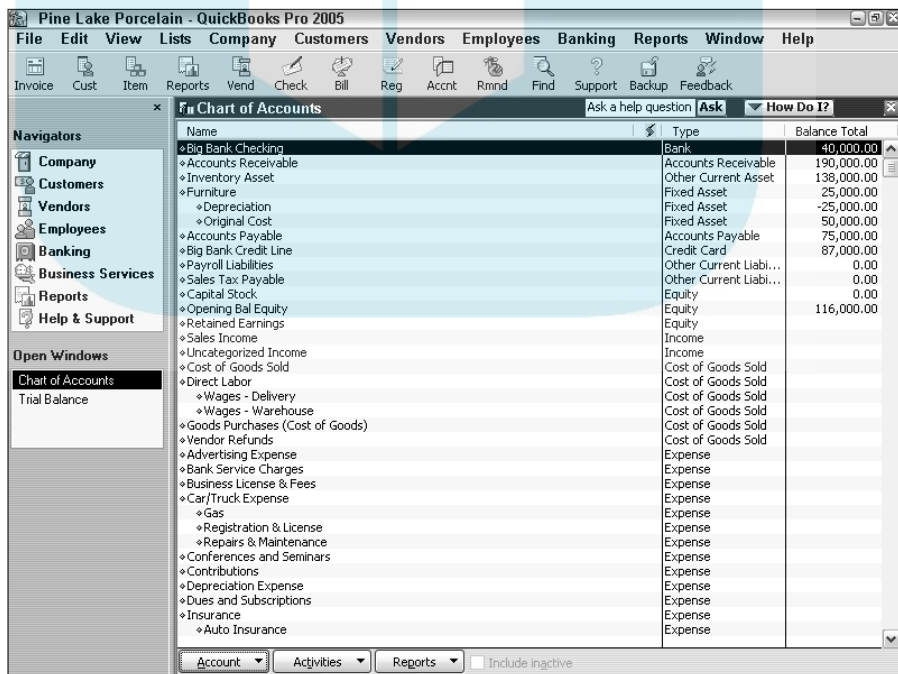 Pine Lake Porcelain - QuickBooks Pro 2005
File Edit View Lists Company Customers Vendors Employees Banking Reports Window Help
Invoice Cust Item Reports Vend Check Bill Reg Accnt Rmnd Find Support Backup Feedback
Navigators
Company
Customers
Vendors
Employees
Banking
Business Services
Reports
Help & Support
Open Windows
Chart of Accounts
Trial Balance
Chart of Accounts Ask a help question Ask How Do I?
Name Type Balance Total
Big Bank Checking Bank 40,000.00
Accounts Receivable Accounts Receivable 190,000.00
Inventory Asset Other Current Asset 138,000.00
Furniture Fixed Asset 25,000.00
Depreciation Fixed Asset -25,000.00
Original Cost Fixed Asset 50,000.00
Accounts Payable Accounts Payable 75,000.00
Big Bank Credit Line Credit Card 87,000.00
Payroll Liabilities Other Current Liabi... 0.00
Sales Tax Payable Other Current Liabi... 0.00
Capital Stock Equity 0.00
Opening Bal Equity Equity 116,000.00
Retained Earnings Equity
Sales Income Income
Uncategorized Income Income
Cost of Goods Sold Cost of Goods Sold
Direct Labor Cost of Goods Sold
Wages - Delivery Cost of Goods Sold
Wages - Warehouse Cost of Goods Sold
Goods Purchases (Cost of Goods) Cost of Goods Sold
Vendor Refunds Cost of Goods Sold
Advertising Expense Expense
Bank Service Charges Expense
Business License & Fees Expense
Car/Truck Expense Expense
Gas Expense
Registration & License Expense
Repairs & Maintenance Expense
Conferences and Seminars Expense
Contributions Expense
Depreciation Expense Expense
Dues and Subscriptions Expense
Insurance Expense
Auto Insurance Expense
Account Activities Reports Include inactive